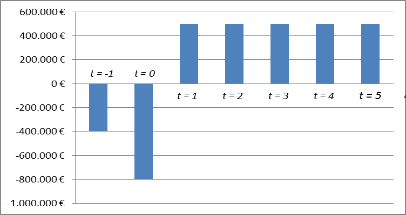 600.000 €
400.000 €
200.000 €
0 €
-200.000 €
-400.000 €
-600.000 €
-800.000 €
-1.000.000 €
t = -1
t = 0
t = 1
t = 2
t = 3
t = 4
t = 5